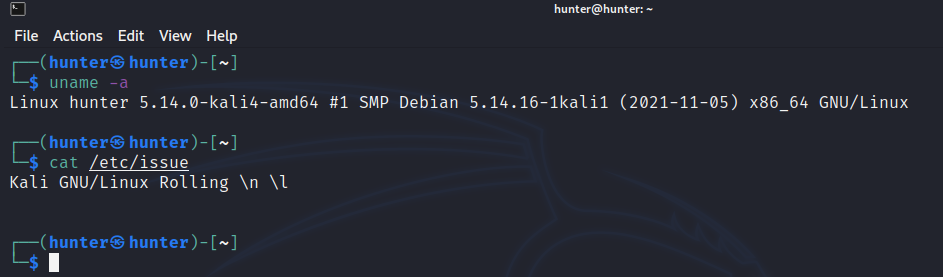 hunter@hunter: ~
File Actions Edit View Help
┌──(hunter㉿hunter)-[~]
└─$ uname -a
Linux hunter 5.14.0-kali4-amd64 #1 SMP Debian 5.14.16-1kali1 (2021-11-05) x86_64 GNU/Linux
┌──(hunter㉿hunter)-[~]
└─$ cat /etc/issue
Kali GNU/Linux Rolling \n \l
┌──(hunter㉿hunter)-[~]
└─$